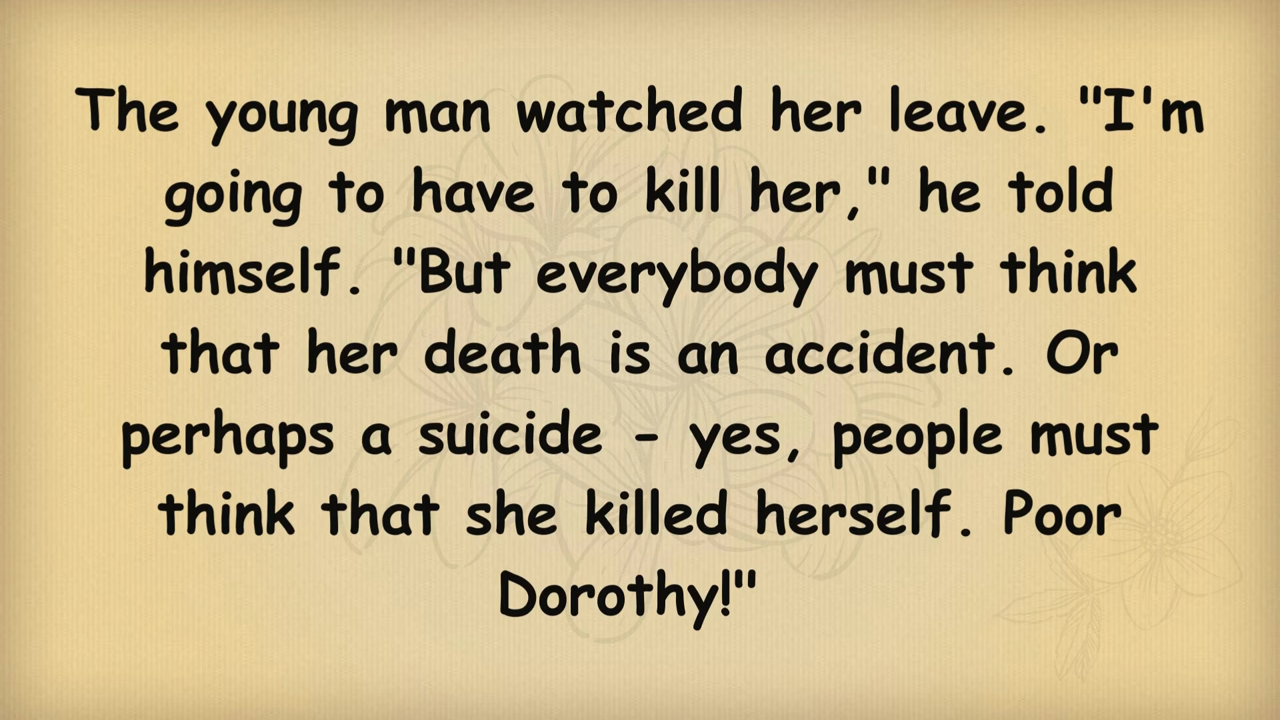 The young man watched her leave. "I'm
going to have to kill her," he told
himself. "But everybody must think
that her death is an accident. Or
perhaps a suicide - yes, people must
think that she killed herself. Poor
Dorothy!"